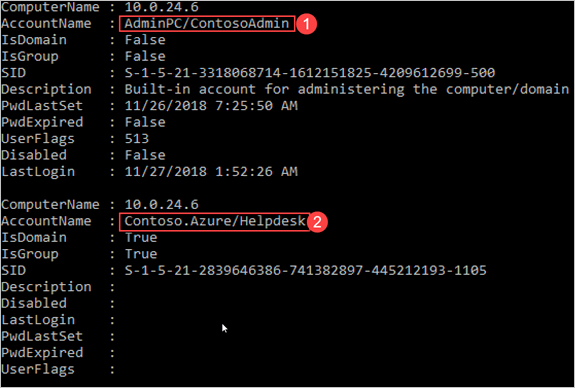 ComputerName : 10.0.24.6
AccountName : AdminPC/ContosoAdmin 1
IsDomain : False
IsGroup : False
SID : S-1-5-21-3318068714-1612151825-4209612699-500
Description : Built-in account for administering the computer/domain
PwdLastSet : 11/26/2018 7:25:50 AM
PwdExpired : False
UserFlags : 513
Disabled : False
LastLogin : 11/27/2018 1:52:26 AM
ComputerName : 10.0.24.6
AccountName : Contoso.Azure/Helpdesk 2
IsDomain : True
IsGroup : True
SID : S-1-5-21-2839646386-741382897-445212193-1105
Description :
Disabled :
LastLogin :
PwdLastSet :
PwdExpired :
UserFlags :